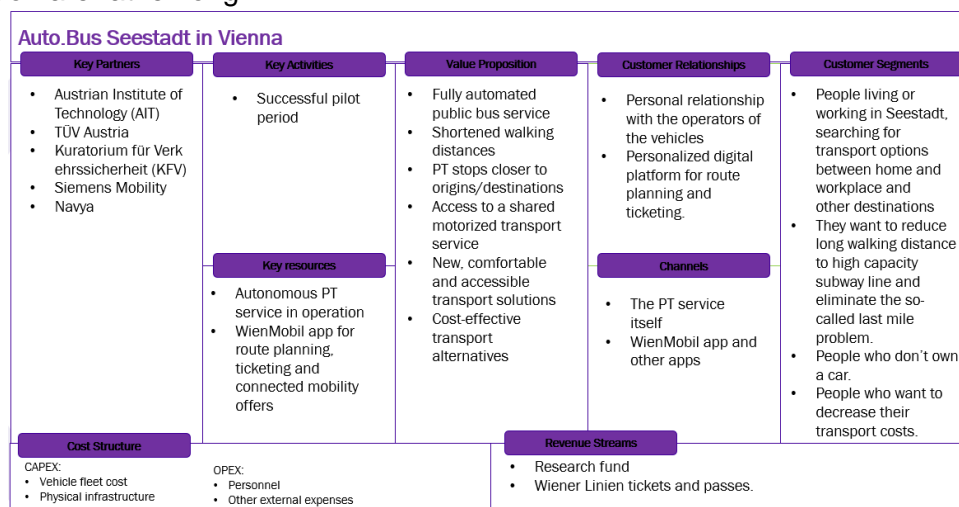 Auto.Bus Seestadt in Vienna
Key Partners
• Austrian Institute of
Technology (AIT)
• TÜV Austria
• Kuratorium für Verk
ehrssicherheit (KFV)
• Siemens Mobility
• Navya
Key Activities
• Successful pilot
period
Key resources
• Autonomous PT
service in operation
• WienMobil app for
route planning,
ticketing and
connected mobility
offers
Value Proposition
• Fully automated
public bus service
• Shortened walking
distances
• PT stops closer to
origins/destinations
• Access to a shared
motorized transport
service
• New, comfortable
and accessible
transport solutions
• Cost-effective
transport
alternatives
Customer Relationships
• Personal relationship
with the operators of
the vehicles
• Personalized digital
platform for route
planning and
ticketing.
Channels
• The PT service
itself
• WienMobil app and
other apps
Customer Segments
• People living or
working in Seestadt,
searching for
transport options
between home and
workplace and
other destinations
• They want to reduce
long walking distance
to high capacity
subway line and
eliminate the so-
called last mile
problem.
• People who don't own
a car.
• People who want to
decrease their
transport costs.
Cost Structure
CAPEX:
• Vehicle fleet cost
• Physical infrastructure
OPEX:
• Personnel
• Other external expenses
Revenue Streams
• Research fund
• Wiener Linien tickets and passes.